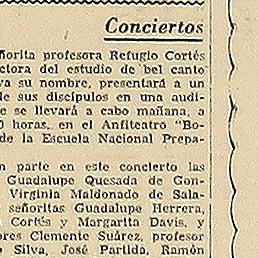 Conciertos
ñorita profesora Refugio Cortés
ctora del estudio de bel canto
va su nombre, presentará a un
de sus discípulos en una audi-
e se llevará a cabo mañana, a
0 horas, en el Anfiteatro "Bo-
de la Escuela Nacional Prepa-
n parte en este concierto las
Guadalupe Quesada de Gon-
Virginia Maldonado de Sala-
señoritas Guadalupe Herrera,
Cortés y Margarita Davis, y
ores Clemente Suárez, profesor
Silva, José Partida, Ramón